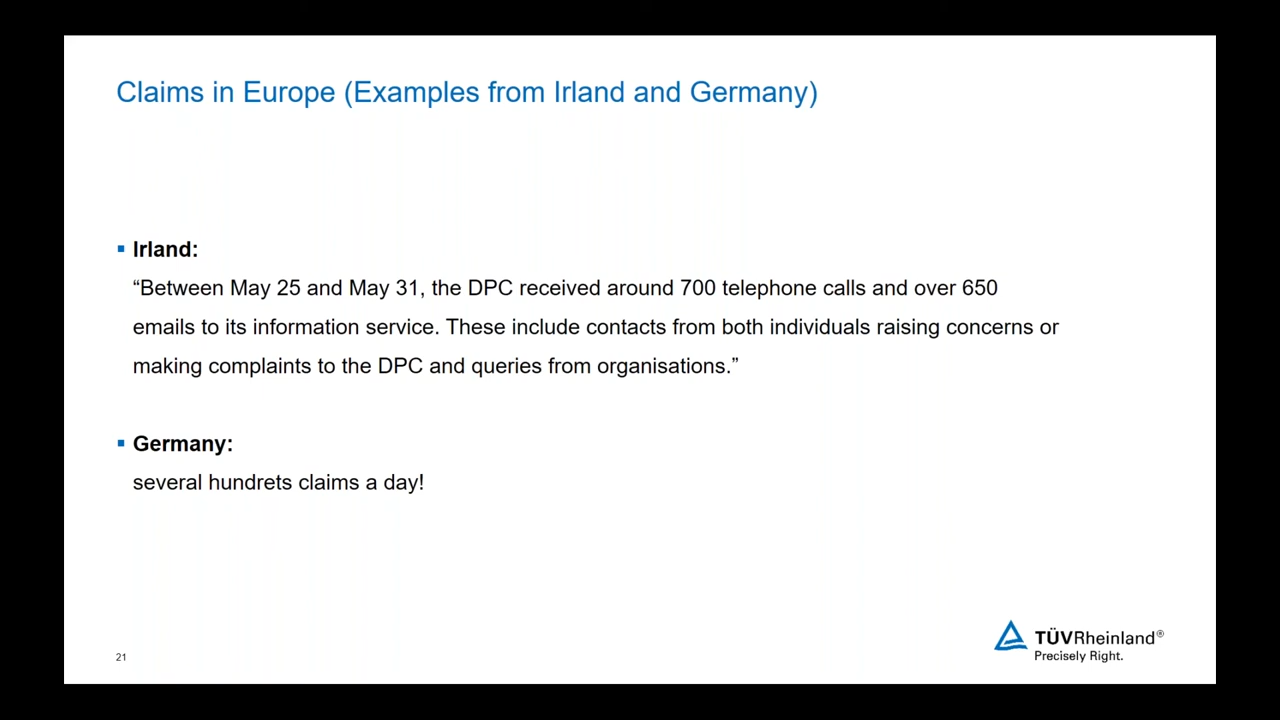 Claims in Europe (Examples from Irland and Germany)
▪ Irland:
“Between May 25 and May 31, the DPC received around 700 telephone calls and over 650
emails to its information service. These include contacts from both individuals raising concerns or
making complaints to the DPC and queries from organisations.”
▪ Germany:
several hundrets claims a day!
21
TÜVRheinland®
Precisely Right.